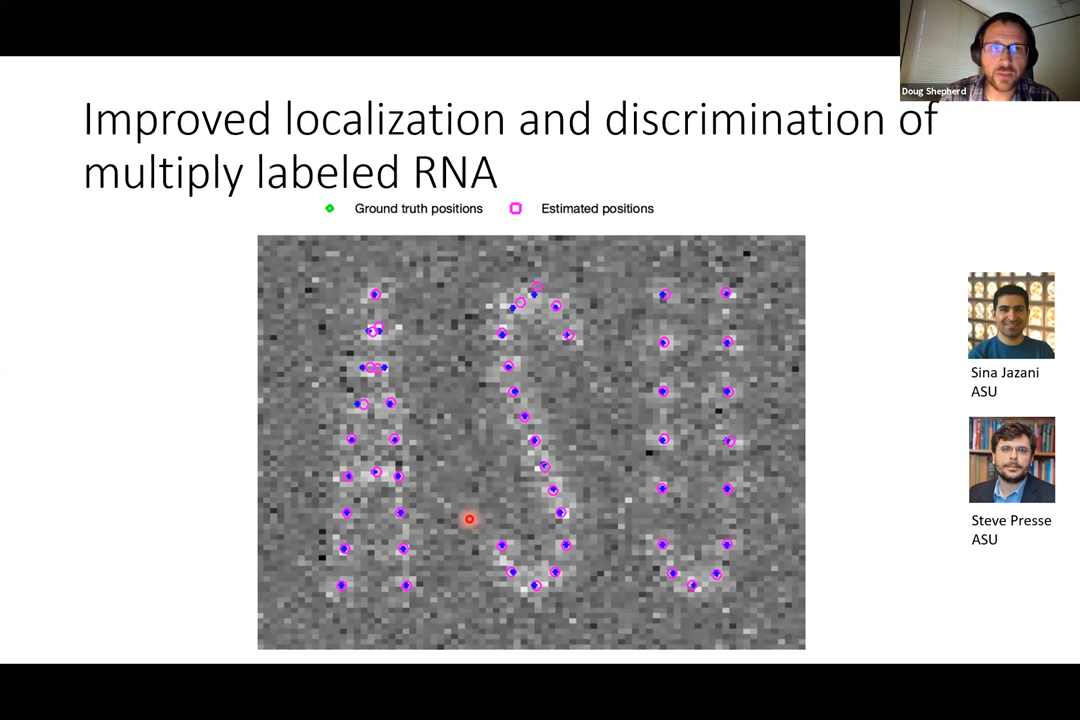 Doug Shepherd
Improved localization and discrimination of
multiply labeled RNA
Ground truth positions Estimated positions
Sina Jazani
ASU
Steve Presse
ASU